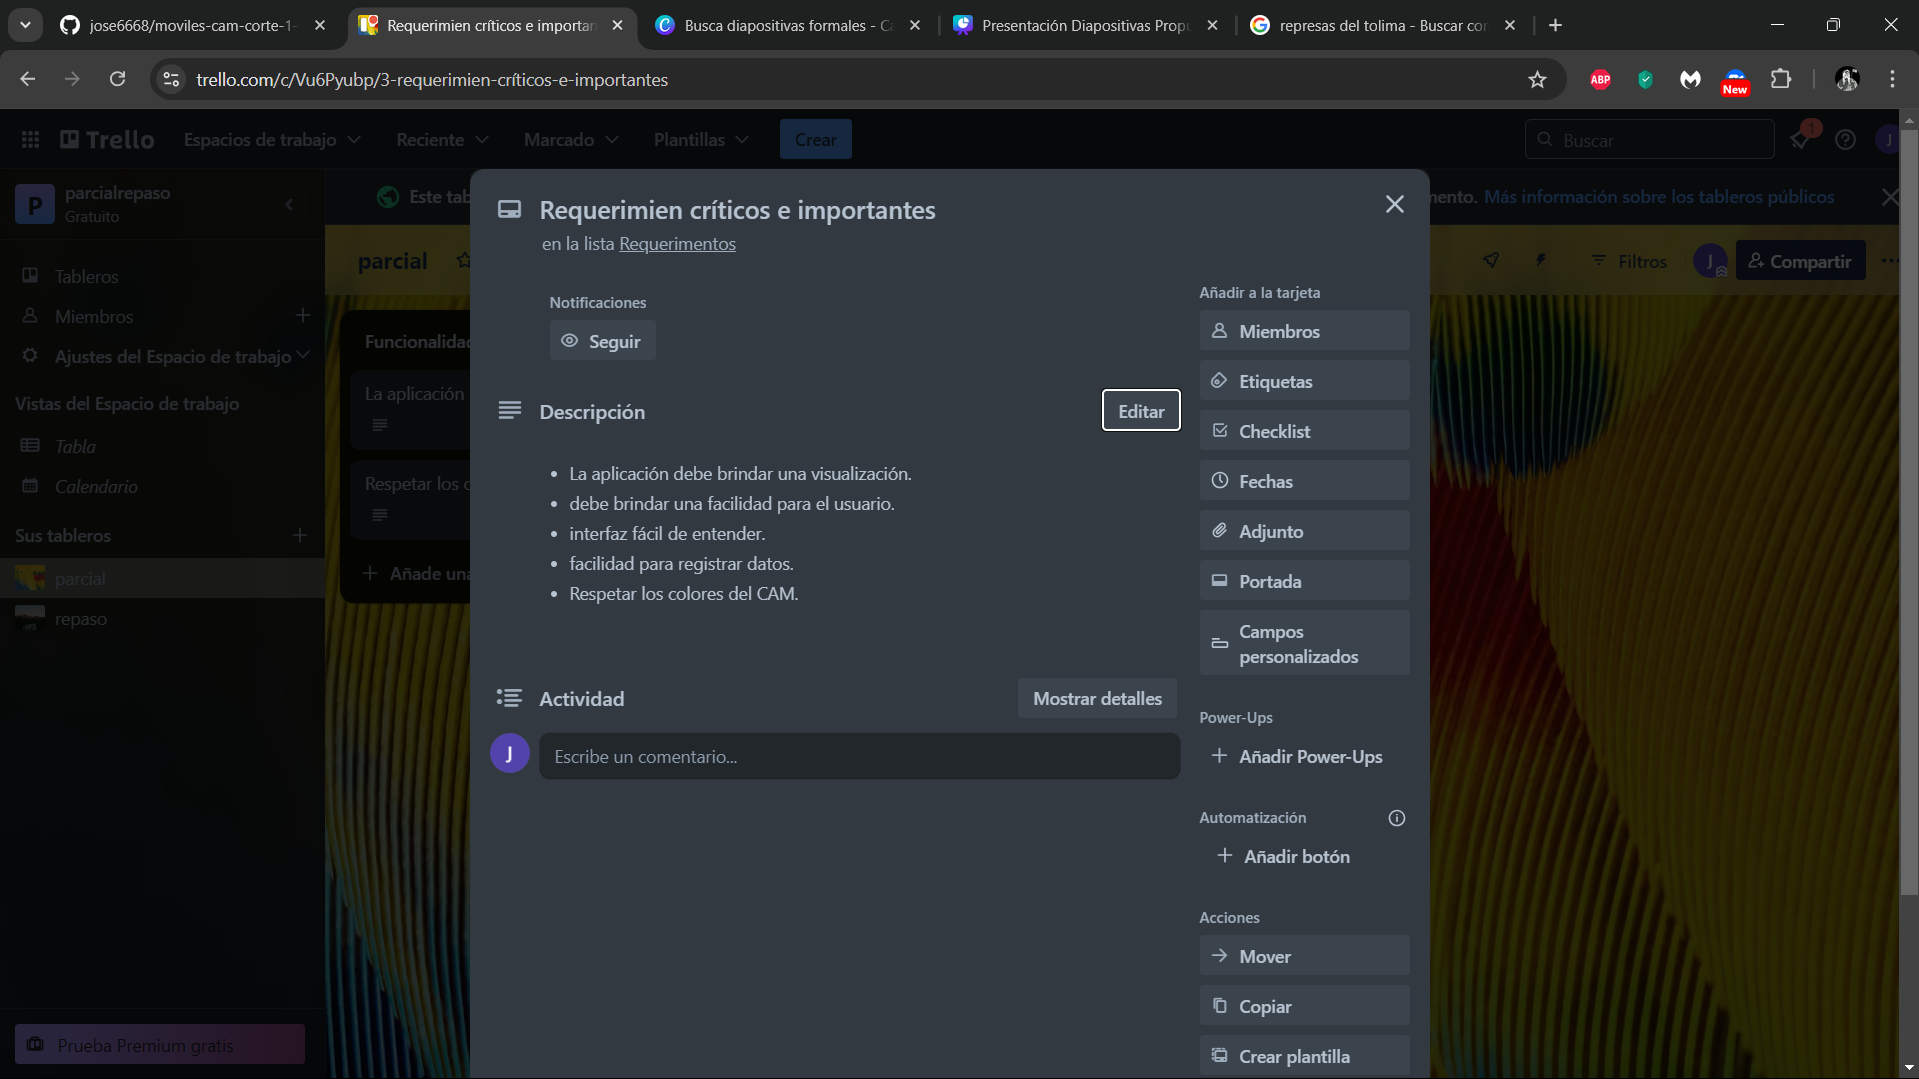 jose6668/moviles-cam-corte-1-
Requerimien críticos e importan
Busca diapositivas formales - Ca
Presentación Diapositivas Propu
represas del tolima - Buscar con
trello.com/c/Vu6Pyubp/3-requerimien-críticos-e-importantes
ABP
New
Trello
Espacios de trabajo
Reciente
Marcado
Plantillas
Crear
Buscar
1
J
P
parcialrepaso
Gratuito
Este tab
mento. Más información sobre los tableros públicos
Tableros
Miembros
Ajustes del Espacio de trabajo
Vistas del Espacio de trabajo
Tabla
Calendario
Sus tableros
parcial
repaso
Prueba Premium gratis
parcial
Filtros
J
Compartir
Funcionalidad
La aplicación
Respetar los c
Añade una
Requerimien críticos e importantes
en la lista Requerimentos
Notificaciones
Seguir
Descripción
Editar
• La aplicación debe brindar una visualización.
• debe brindar una facilidad para el usuario.
• interfaz fácil de entender.
• facilidad para registrar datos.
• Respetar los colores del CAM.
Actividad
Mostrar detalles
J
Escribe un comentario...
Añadir a la tarjeta
Miembros
Etiquetas
Checklist
Fechas
Adjunto
Portada
Campos
personalizados
Power-Ups
Añadir Power-Ups
Automatización
Añadir botón
Acciones
Mover
Copiar
Crear plantilla